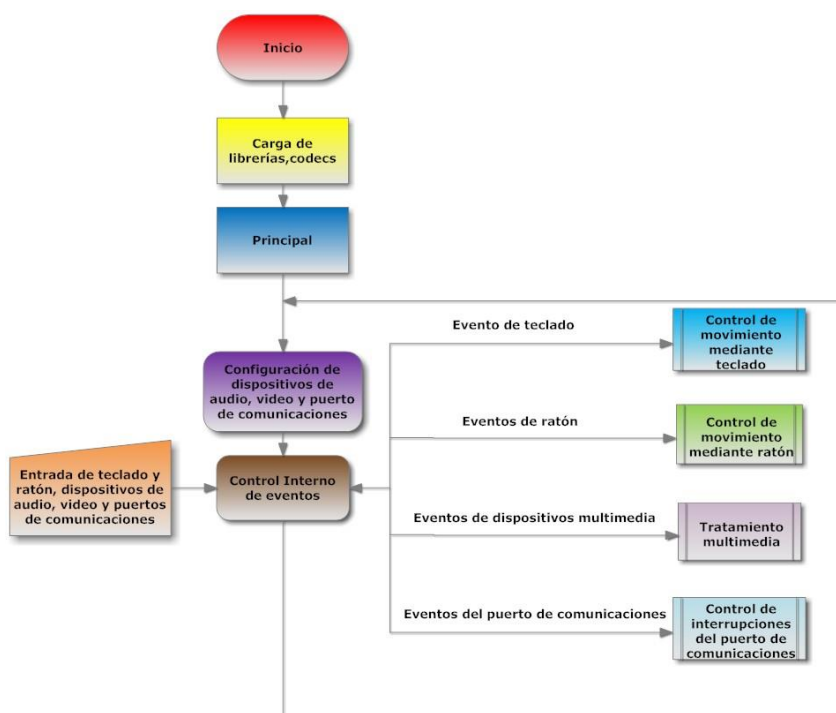 Inicio
Carga de
librerías,codecs
Principal
Evento de teclado
Control de
movimiento
mediante
teclado
Configuración de
dispositivos de
audio, video y puerto
de comunicaciones
Eventos de ratón
Control de
movimiento
mediante ratón
Entrada de teclado y
ratón, dispositivos de
audio, video y puertos
de comunicaciones
Control Interno
de eventos
Eventos de dispositivos multimedia
Tratamiento
multimedia
Eventos del puerto de comunicaciones
Control de
interrupciones
del puerto de
comunicaciones